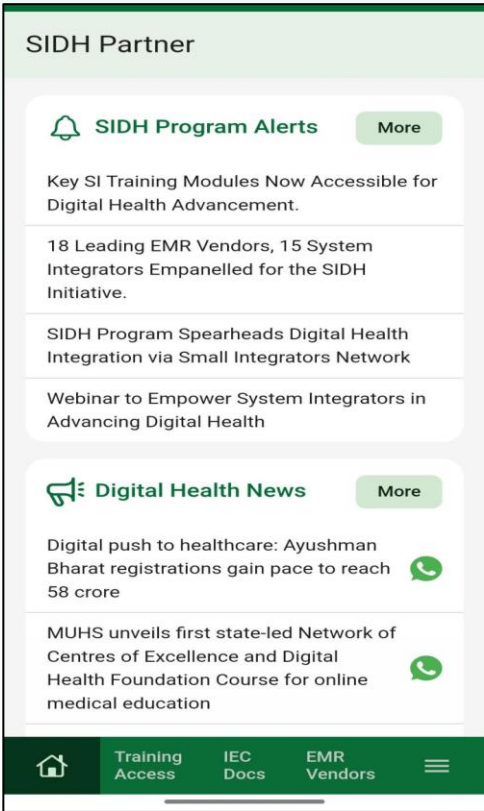 SIDH Partner
SIDH Program Alerts
More
Key SI Training Modules Now Accessible for
Digital Health Advancement.
18 Leading EMR Vendors, 15 System
Integrators Empanelled for the SIDH
Initiative.
SIDH Program Spearheads Digital Health
Integration via Small Integrators Network
Webinar to Empower System Integrators in
Advancing Digital Health
Digital Health News
More
Digital push to healthcare: Ayushman
Bharat registrations gain pace to reach
58 crore
MUHS unveils first state-led Network of
Centres of Excellence and Digital
Health Foundation Course for online
medical education
Training
Access
IEC
Docs
EMR
Vendors